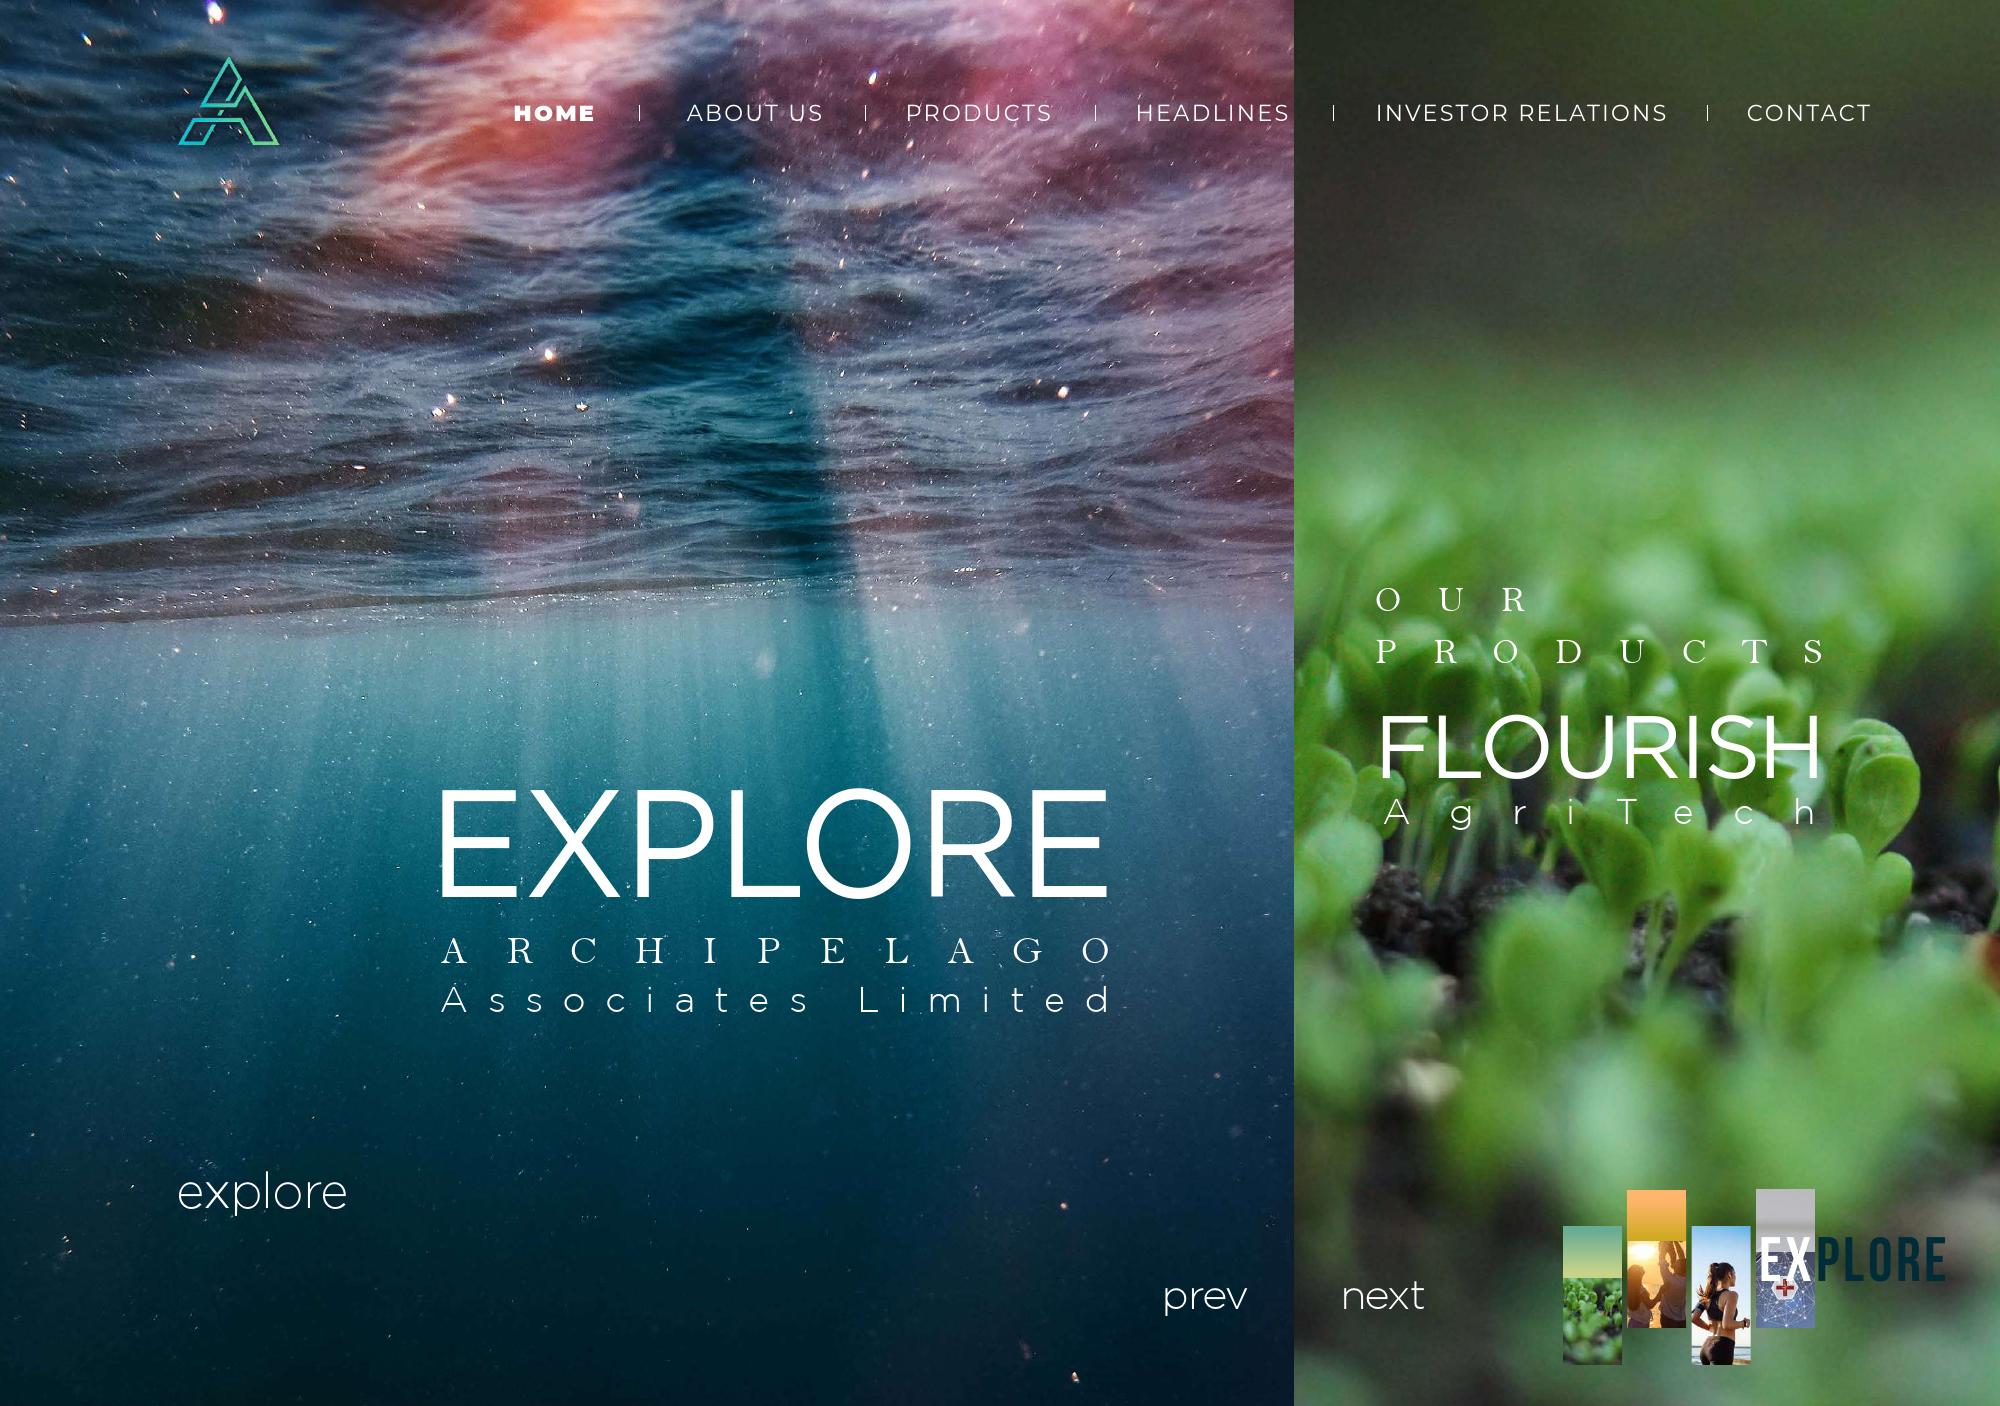 HOME | ABOUT US | PRODUCTS | HEADLINES | INVESTOR RELATIONS | CONTACT
EXPLORE
ARCHIPELAGO
Associates Limited
explore
prev
OUR
PRODUCTS
FLOURISH
AgriTech
next
EXPLORE